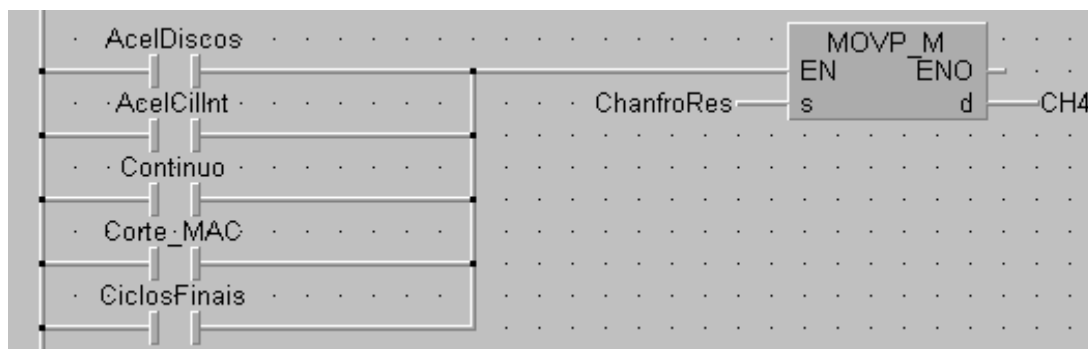 AcelDiscos
MOVP_M
EN ENO
AcelCilInt
ChanfroRes s d CH4
Continuo
Corte_MAC
CiclosFinais